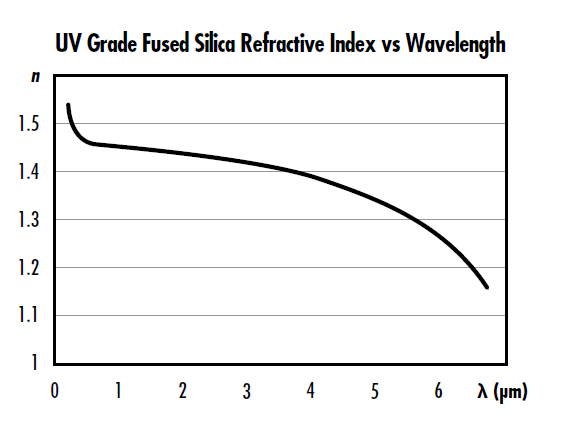 UV Grade Fused Silica Refractive Index vs Wavelength
n
1.5
1.4
1.3
1.2
1.1
1
0 1 2 3 4 5 6 λ (µm)